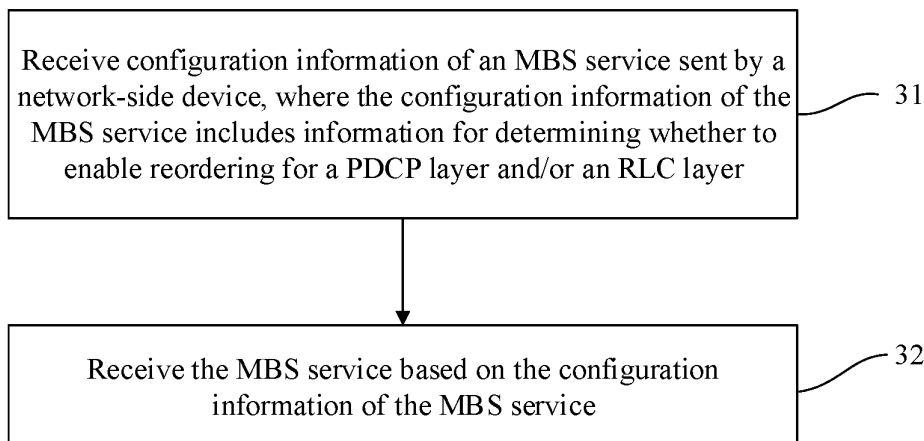 Receive configuration information of an MBS service sent by a
network-side device, where the configuration information of the
MBS service includes information for determining whether to
enable reordering for a PDCP layer and/or an RLC layer
31
Receive the MBS service based on the configuration
information of the MBS service
32